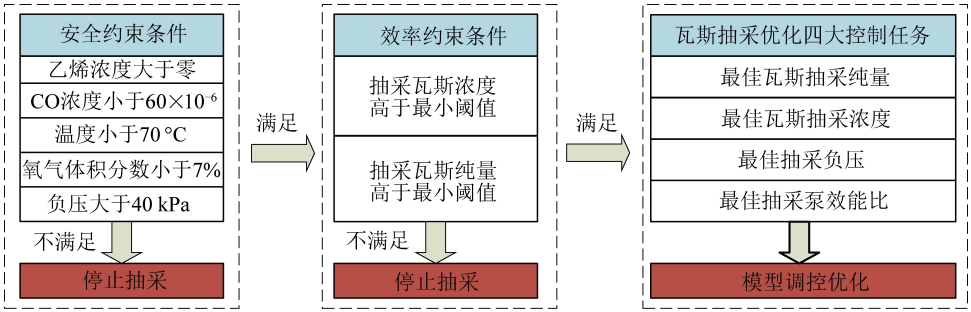 安全约束条件
乙烯浓度大于零
CO浓度小于60×10⁻⁶
温度小于70 °C
氧气体积分数小于7%
负压大于40 kPa
不满足
停止抽采
满足
效率约束条件
抽采瓦斯浓度
高于最小阈值
抽采瓦斯纯量
高于最小阈值
不满足
停止抽采
满足
瓦斯抽采优化四大控制任务
最佳瓦斯抽采纯量
最佳瓦斯抽采浓度
最佳抽采负压
最佳抽采泵效能比
模型调控优化